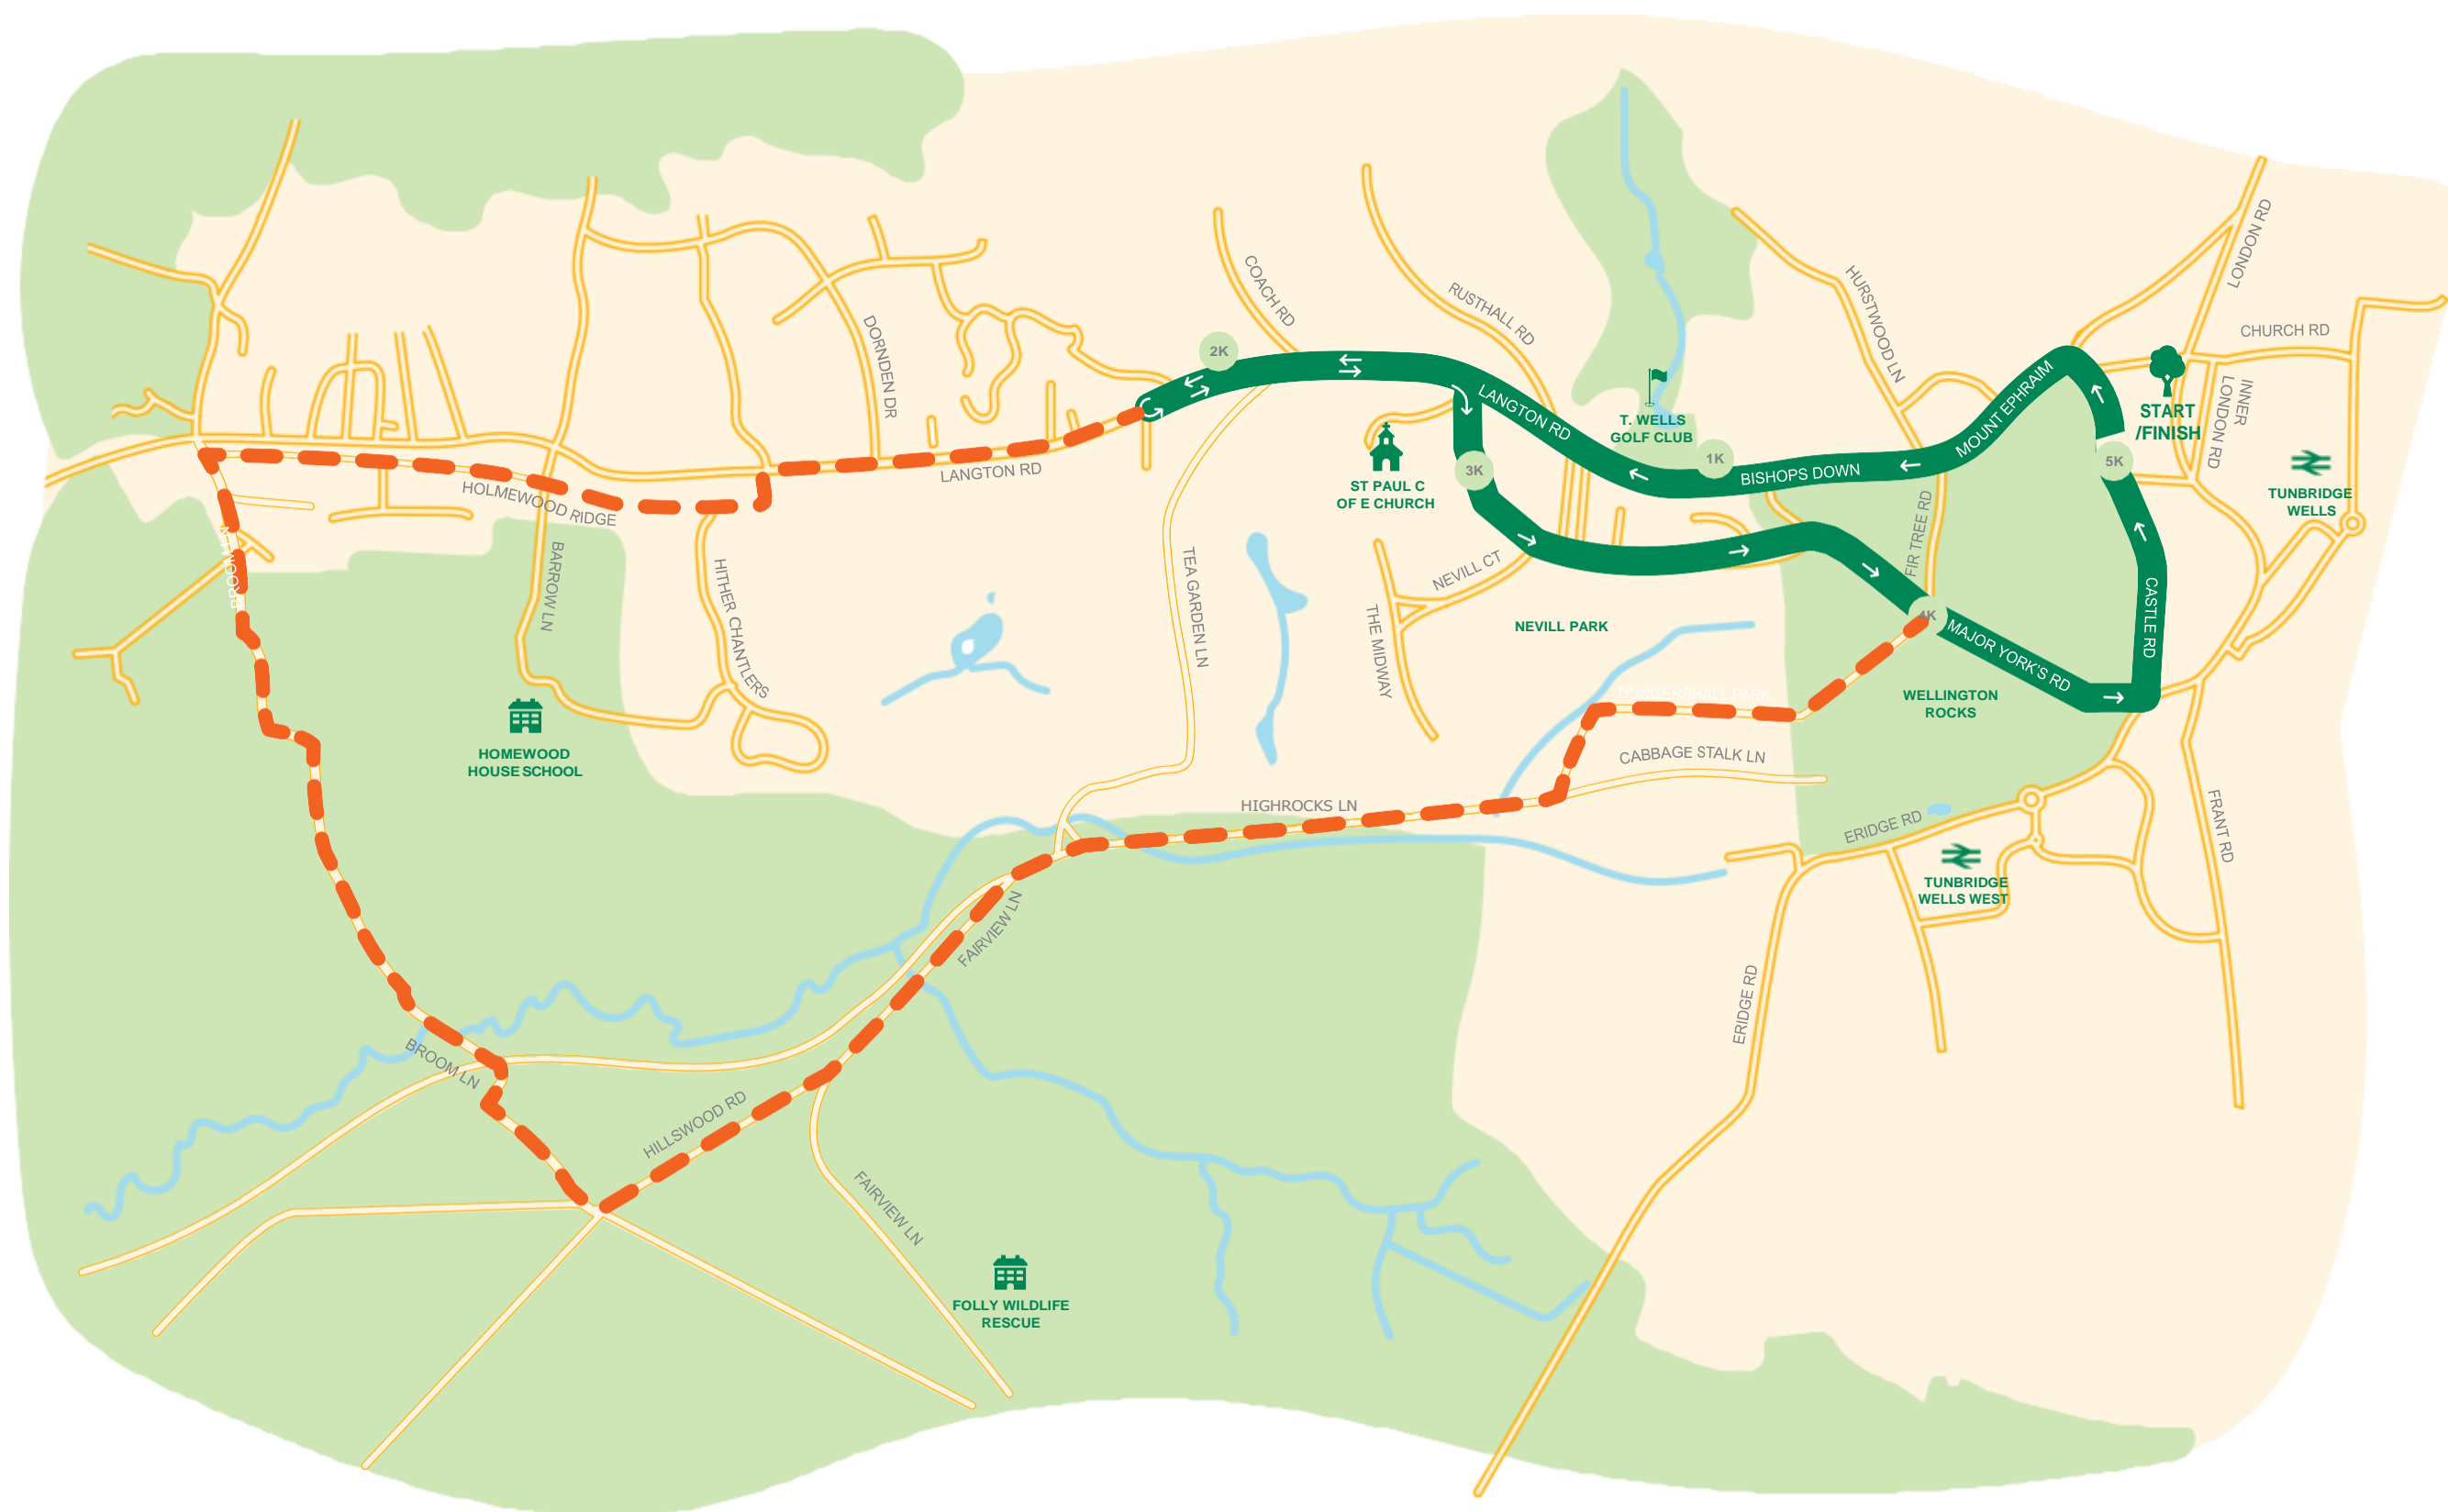 LONDON RD
COACH RD
RUSTHALL RD
HURSTWOOD LN
CHURCH RD
DORNDEN DR
2K
MOUNT EPHRAIM
INNER
LONDON RD
START
/FINISH
LANGTON RD
T. WELLS
GOLF CLUB
1K
BISHOPS DOWN
5K
3K
LANGTON RD
ST PAUL C
OF E CHURCH
TUNBRIDGE
WELLS
HOLMEWOOD RIDGE
FIR TREE RD
BARROW LN
HITHER CHANTLERS
TEA GARDEN LN
NEVILL CT
THE MIDWAY
NEVILL PARK
4K
MAJOR YORK'S RD
CASTLE RD
HUNGERSHALL PARK
WELLINGTON
ROCKS
HOMEWOOD
HOUSE SCHOOL
CABBAGE STALK LN
HIGHROCKS LN
ERIDGE RD
FRANT RD
TUNBRIDGE
WELLS WEST
FAIRVIEW LN
ERIDGE RD
BROOM LN
HILLSWOOD RD
FAIRVIEW LN
FOLLY WILDLIFE
RESCUE